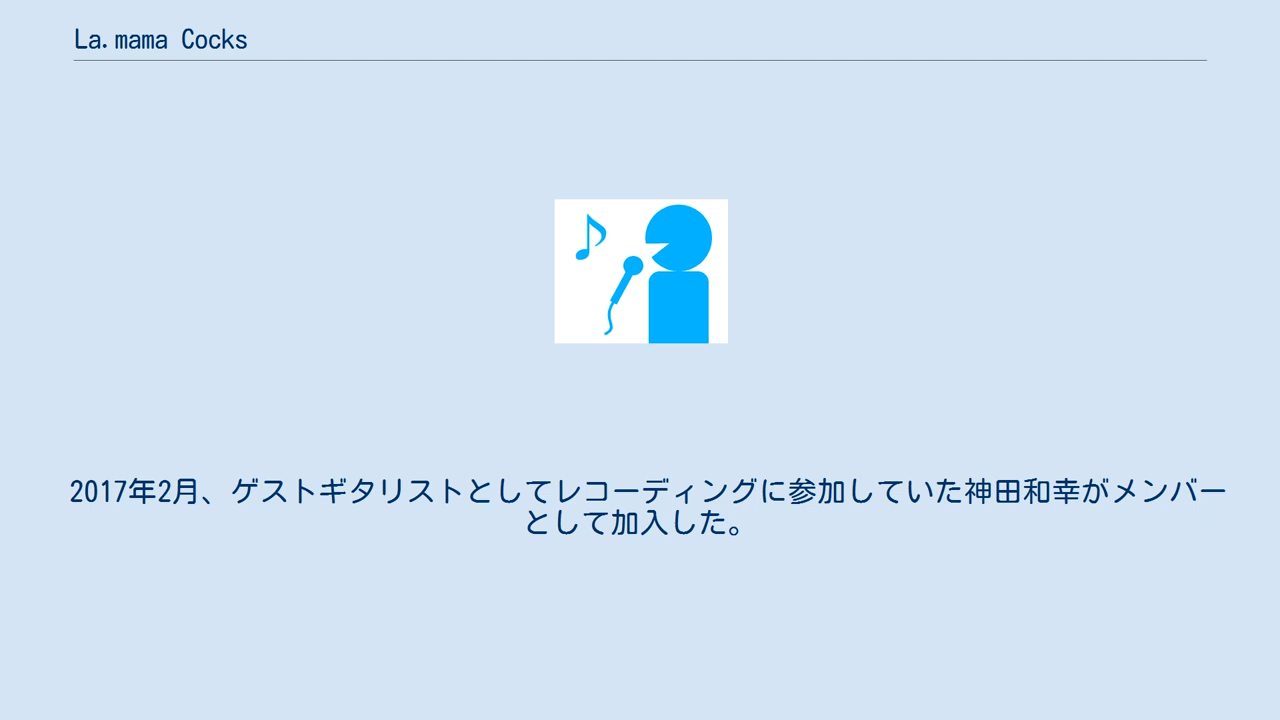 La.mama Cocks
2017年2月、ゲストギタリストとしてレコーディングに参加していた神田和幸がメンバー
として加入した。